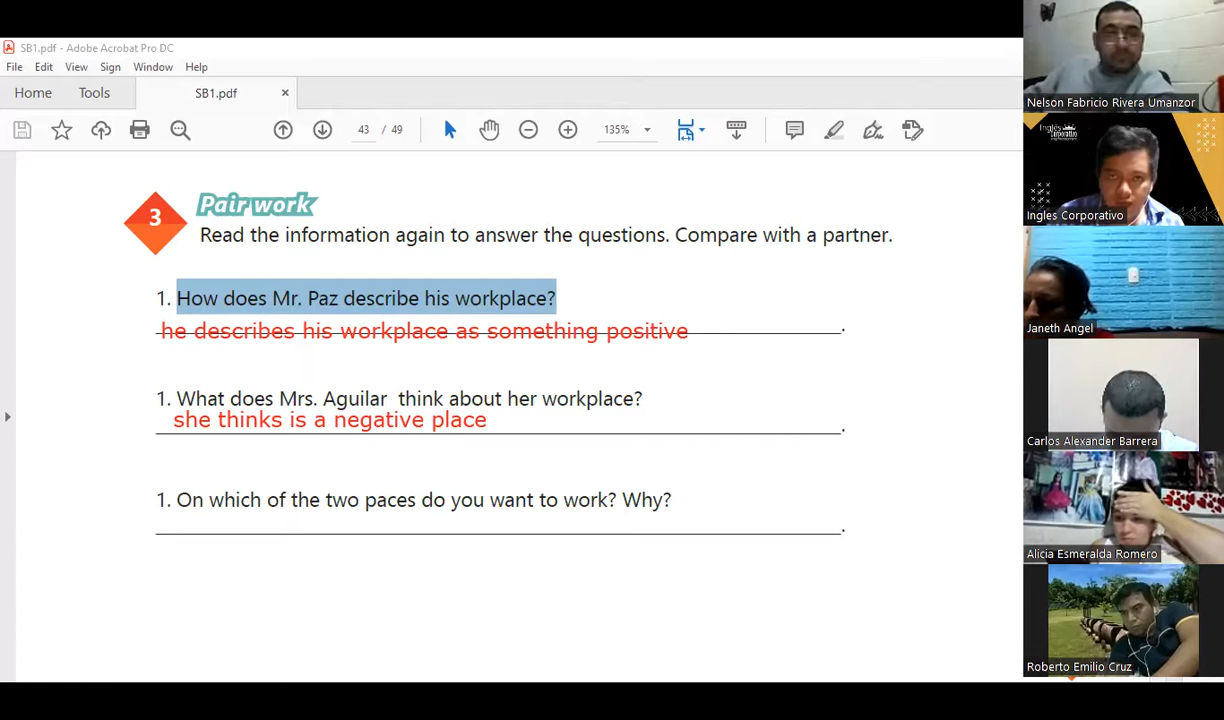 SB1.pdf - Adobe Acrobat Pro DC
File Edit View Sign Window Help
Home Tools SB1.pdf ×
43 / 49 135%
3
Pair work
Read the information again to answer the questions. Compare with a partner.
1. How does Mr. Paz describe his workplace?
he describes his workplace as something positive .
1. What does Mrs. Aguilar think about her workplace?
she thinks is a negative place .
1. On which of the two paces do you want to work? Why?
.
Nelson Fabricio Rivera Umanzor
Inglés
Corporativo
Ingles Corporativo
Janeth Angel
Carlos Alexander Barrera
Alicia Esmeralda Romero
Roberto Emilio Cruz